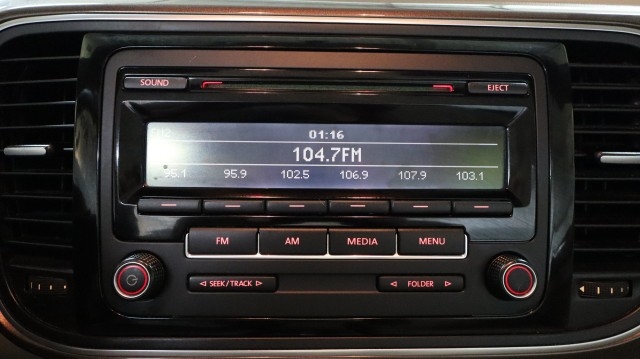 SOUND
EJECT
01:16
104.7FM
95.1 95.9 102.5 106.9 107.9 103.1
FM AM MEDIA MENU
SEEK/TRACK FOLDER